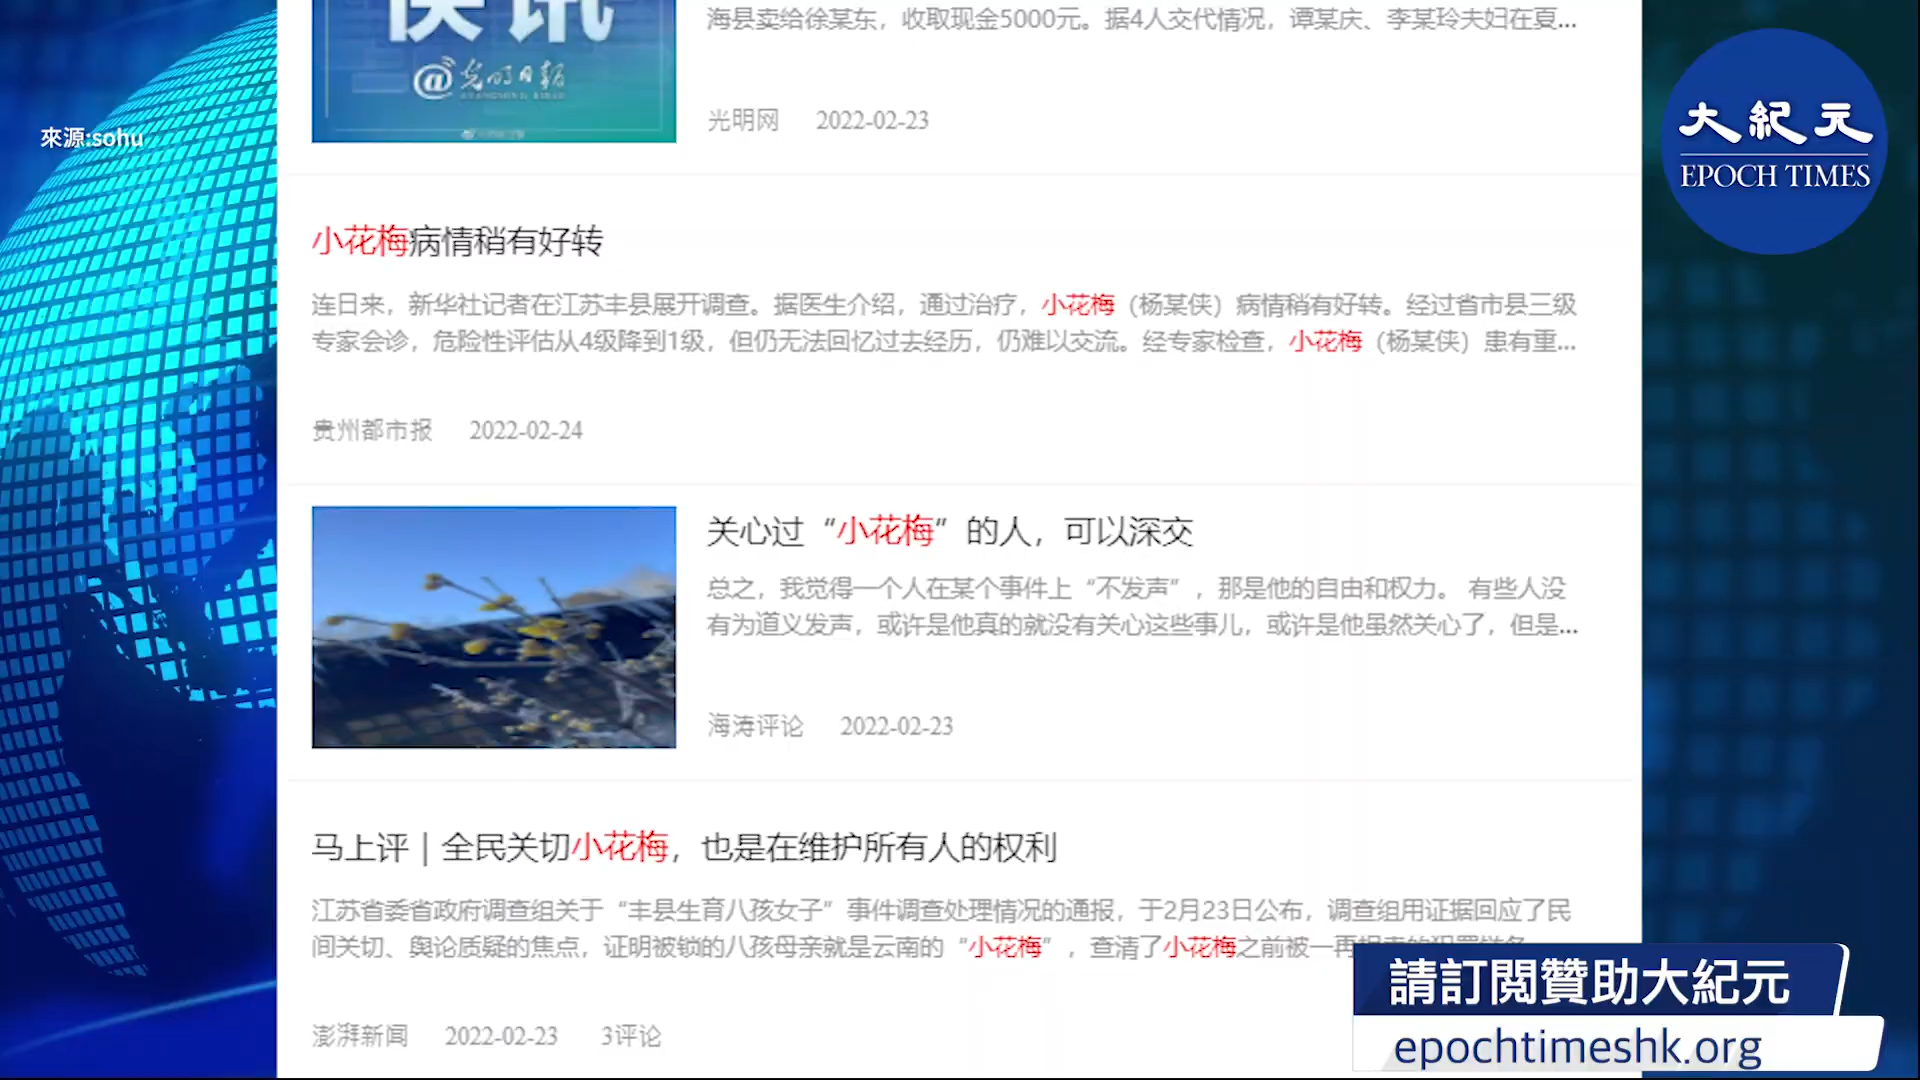 快讯
@光明日報
海县卖给徐某东，收取现金5000元。据4人交代情况，谭某庆、李某玲夫妇在夏...
光明网 2022-02-23
來源:sohu
大紀元
EPOCH TIMES
小花梅病情稍有好转
连日来，新华社记者在江苏丰县展开调查。据医生介绍，通过治疗，小花梅（杨某侠）病情稍有好转。经过省市县三级
专家会诊，危险性评估从4级降到1级，但仍无法回忆过去经历，仍难以交流。经专家检查，小花梅（杨某侠）患有重...
贵州都市报 2022-02-24
关心过“小花梅”的人，可以深交
总之，我觉得一个人在某个事件上“不发声”，那是他的自由和权力。 有些人没
有为道义发声，或许是他真的就没有关心这些事儿，或许是他虽然关心了，但是...
海涛评论 2022-02-23
马上评｜全民关切小花梅，也是在维护所有人的权利
江苏省委省政府调查组关于“丰县生育八孩女子”事件调查处理情况的通报，于2月23日公布，调查组用证据回应了民
间关切、舆论质疑的焦点，证明被锁的八孩母亲就是云南的“小花梅”，查清了小花梅之前被一再
澎湃新闻 2022-02-23 3评论
請訂閱贊助大紀元
epochtimeshk.org